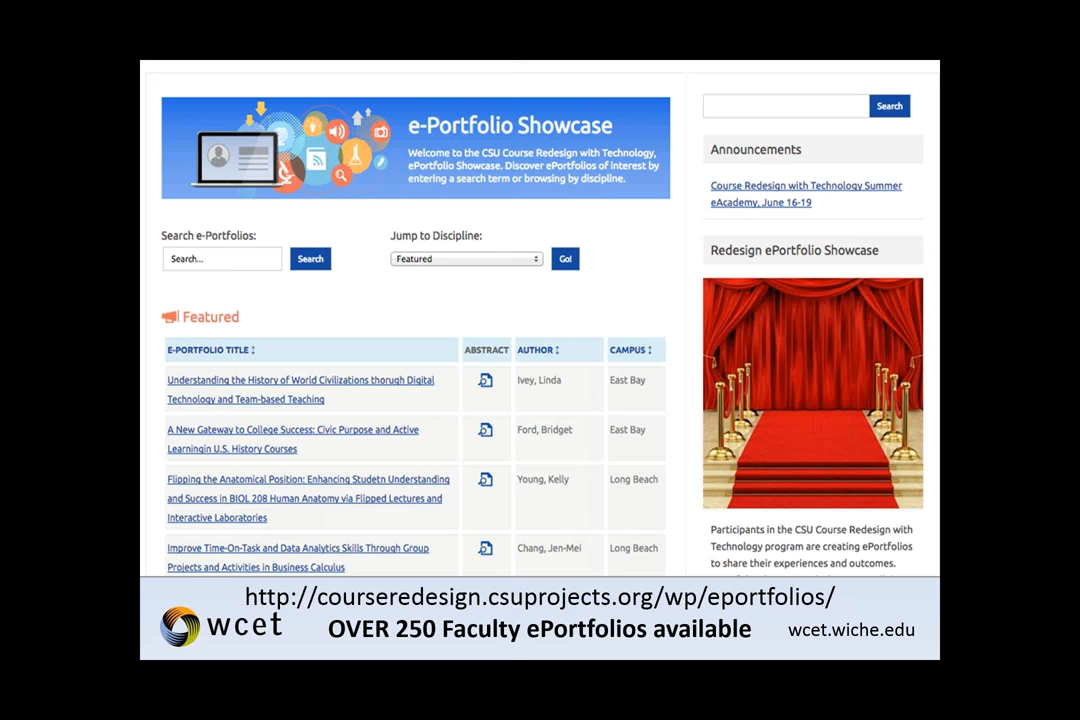 e-Portfolio Showcase
Welcome to the CSU Course Redesign with Technology,
ePortfolio Showcase. Discover ePortfolios of interest by
entering a search term or browsing by discipline.
Search e-Portfolios:
Search...
Search
Jump to Discipline:
Featured
Go!
Featured
E-PORTFOLIO TITLE
ABSTRACT
AUTHOR
CAMPUS
Understanding the History of World Civilizations thorugh Digital
Technology and Team-based Teaching
Ivey, Linda
East Bay
A New Gateway to College Success: Civic Purpose and Active
Learningin U.S. History Courses
Ford, Bridget
East Bay
Flipping the Anatomical Position: Enhancing Studetn Understanding
and Success in BIOL 208 Human Anatomy via Flipped Lectures and
Interactive Laboratories
Young, Kelly
Long Beach
Improve Time-On-Task and Data Analytics Skills Through Group
Projects and Activities in Business Calculus
Chang, Jen-Mei
Long Beach
Search
Announcements
Course Redesign with Technology Summer
eAcademy, June 16-19
Redesign ePortfolio Showcase
Participants in the CSU Course Redesign with
Technology program are creating ePortfolios
to share their experiences and outcomes.
http://courseredesign.csuprojects.org/wp/eportfolios/
wcet
OVER 250 Faculty ePortfolios available
wcet.wiche.edu